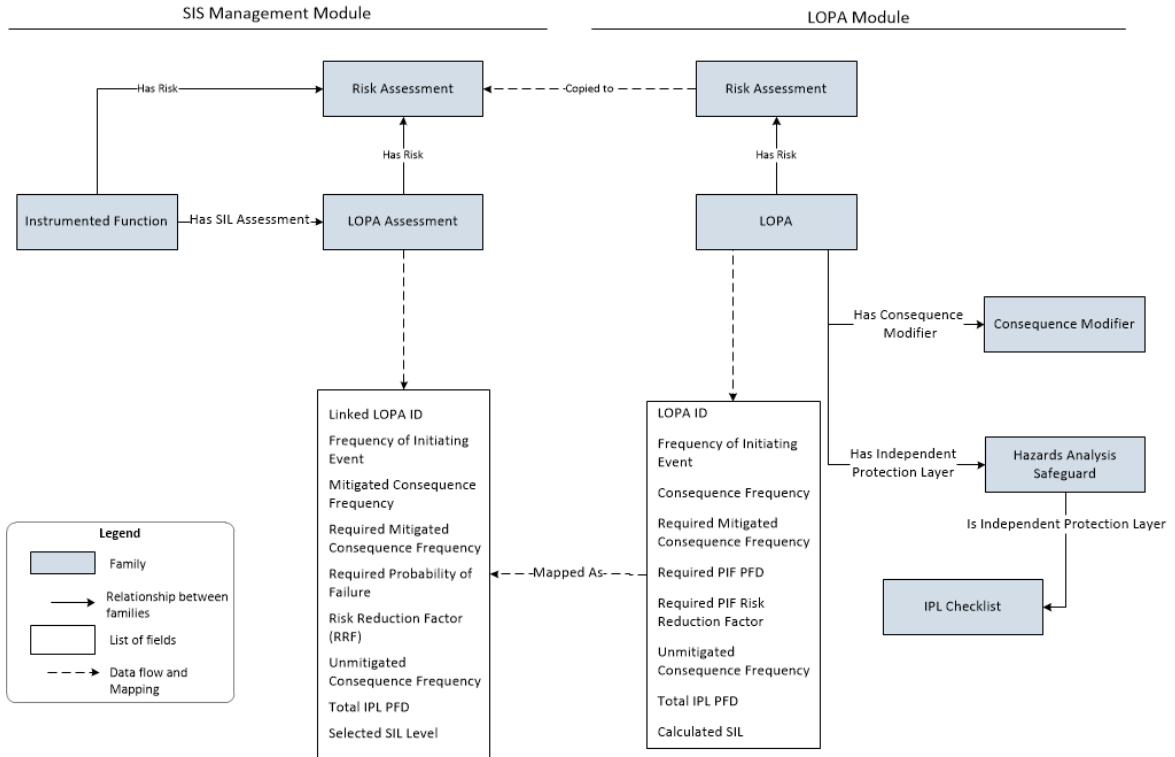 SIS Management Module
LOPA Module
Risk Assessment
Risk Assessment
Has Risk
Copied to
Has Risk
Has Risk
Instrumented Function
Has SIL Assessment
LOPA Assessment
LOPA
Has Consequence
Modifier
Consequence Modifier
Linked LOPA ID
Frequency of Initiating
Event
Mitigated Consequence
Frequency
Required Mitigated
Consequence Frequency
Required Probability of
Failure
Risk Reduction Factor
(RRF)
Unmitigated
Consequence Frequency
Total IPL PFD
Selected SIL Level
Mapped As
LOPA ID
Frequency of Initiating
Event
Consequence Frequency
Required Mitigated
Consequence Frequency
Required PIF PFD
Required PIF Risk
Reduction Factor
Unmitigated
Consequence Frequency
Total IPL PFD
Calculated SIL
Has Independent
Protection Layer
Hazards Analysis
Safeguard
Is Independent Protection Layer
IPL Checklist
Legend
Family
Relationship between
families
List of fields
Data flow and
Mapping